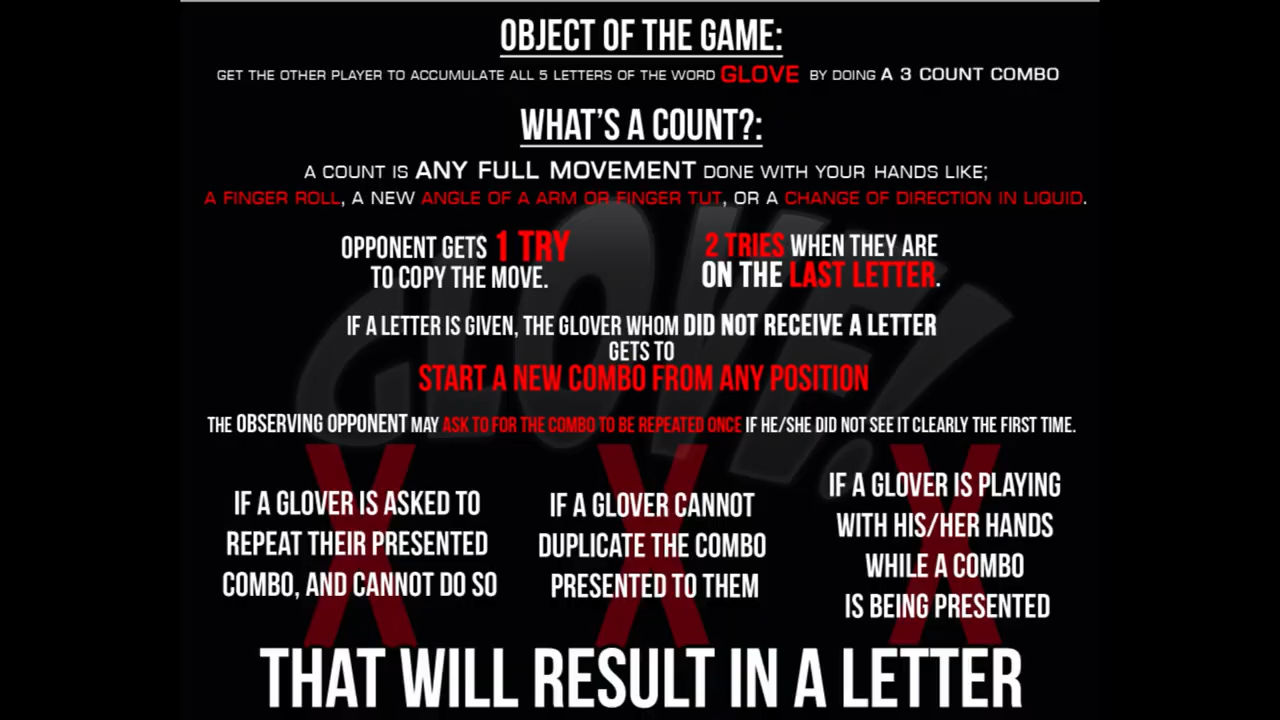 OBJECT OF THE GAME:
GET THE OTHER PLAYER TO ACCUMULATE ALL 5 LETTERS OF THE WORD GLOVE BY DOING A 3 COUNT COMBO
WHAT'S A COUNT?:
A COUNT IS ANY FULL MOVEMENT DONE WITH YOUR HANDS LIKE;
A FINGER ROLL, A NEW ANGLE OF A ARM OR FINGER TUT, OR A CHANGE OF DIRECTION IN LIQUID.
OPPONENT GETS 1 TRY
TO COPY THE MOVE.
2 TRIES WHEN THEY ARE
ON THE LAST LETTER.
IF A LETTER IS GIVEN, THE GLOVER WHOM DID NOT RECEIVE A LETTER
GETS TO
START A NEW COMBO FROM ANY POSITION
THE OBSERVING OPPONENT MAY ASK TO FOR THE COMBO TO BE REPEATED ONCE IF HE/SHE DID NOT SEE IT CLEARLY THE FIRST TIME.
IF A GLOVER IS ASKED TO
REPEAT THEIR PRESENTED
COMBO, AND CANNOT DO SO
IF A GLOVER CANNOT
DUPLICATE THE COMBO
PRESENTED TO THEM
IF A GLOVER IS PLAYING
WITH HIS/HER HANDS
WHILE A COMBO
IS BEING PRESENTED
X X X
THAT WILL RESULT IN A LETTER
GLOVE!